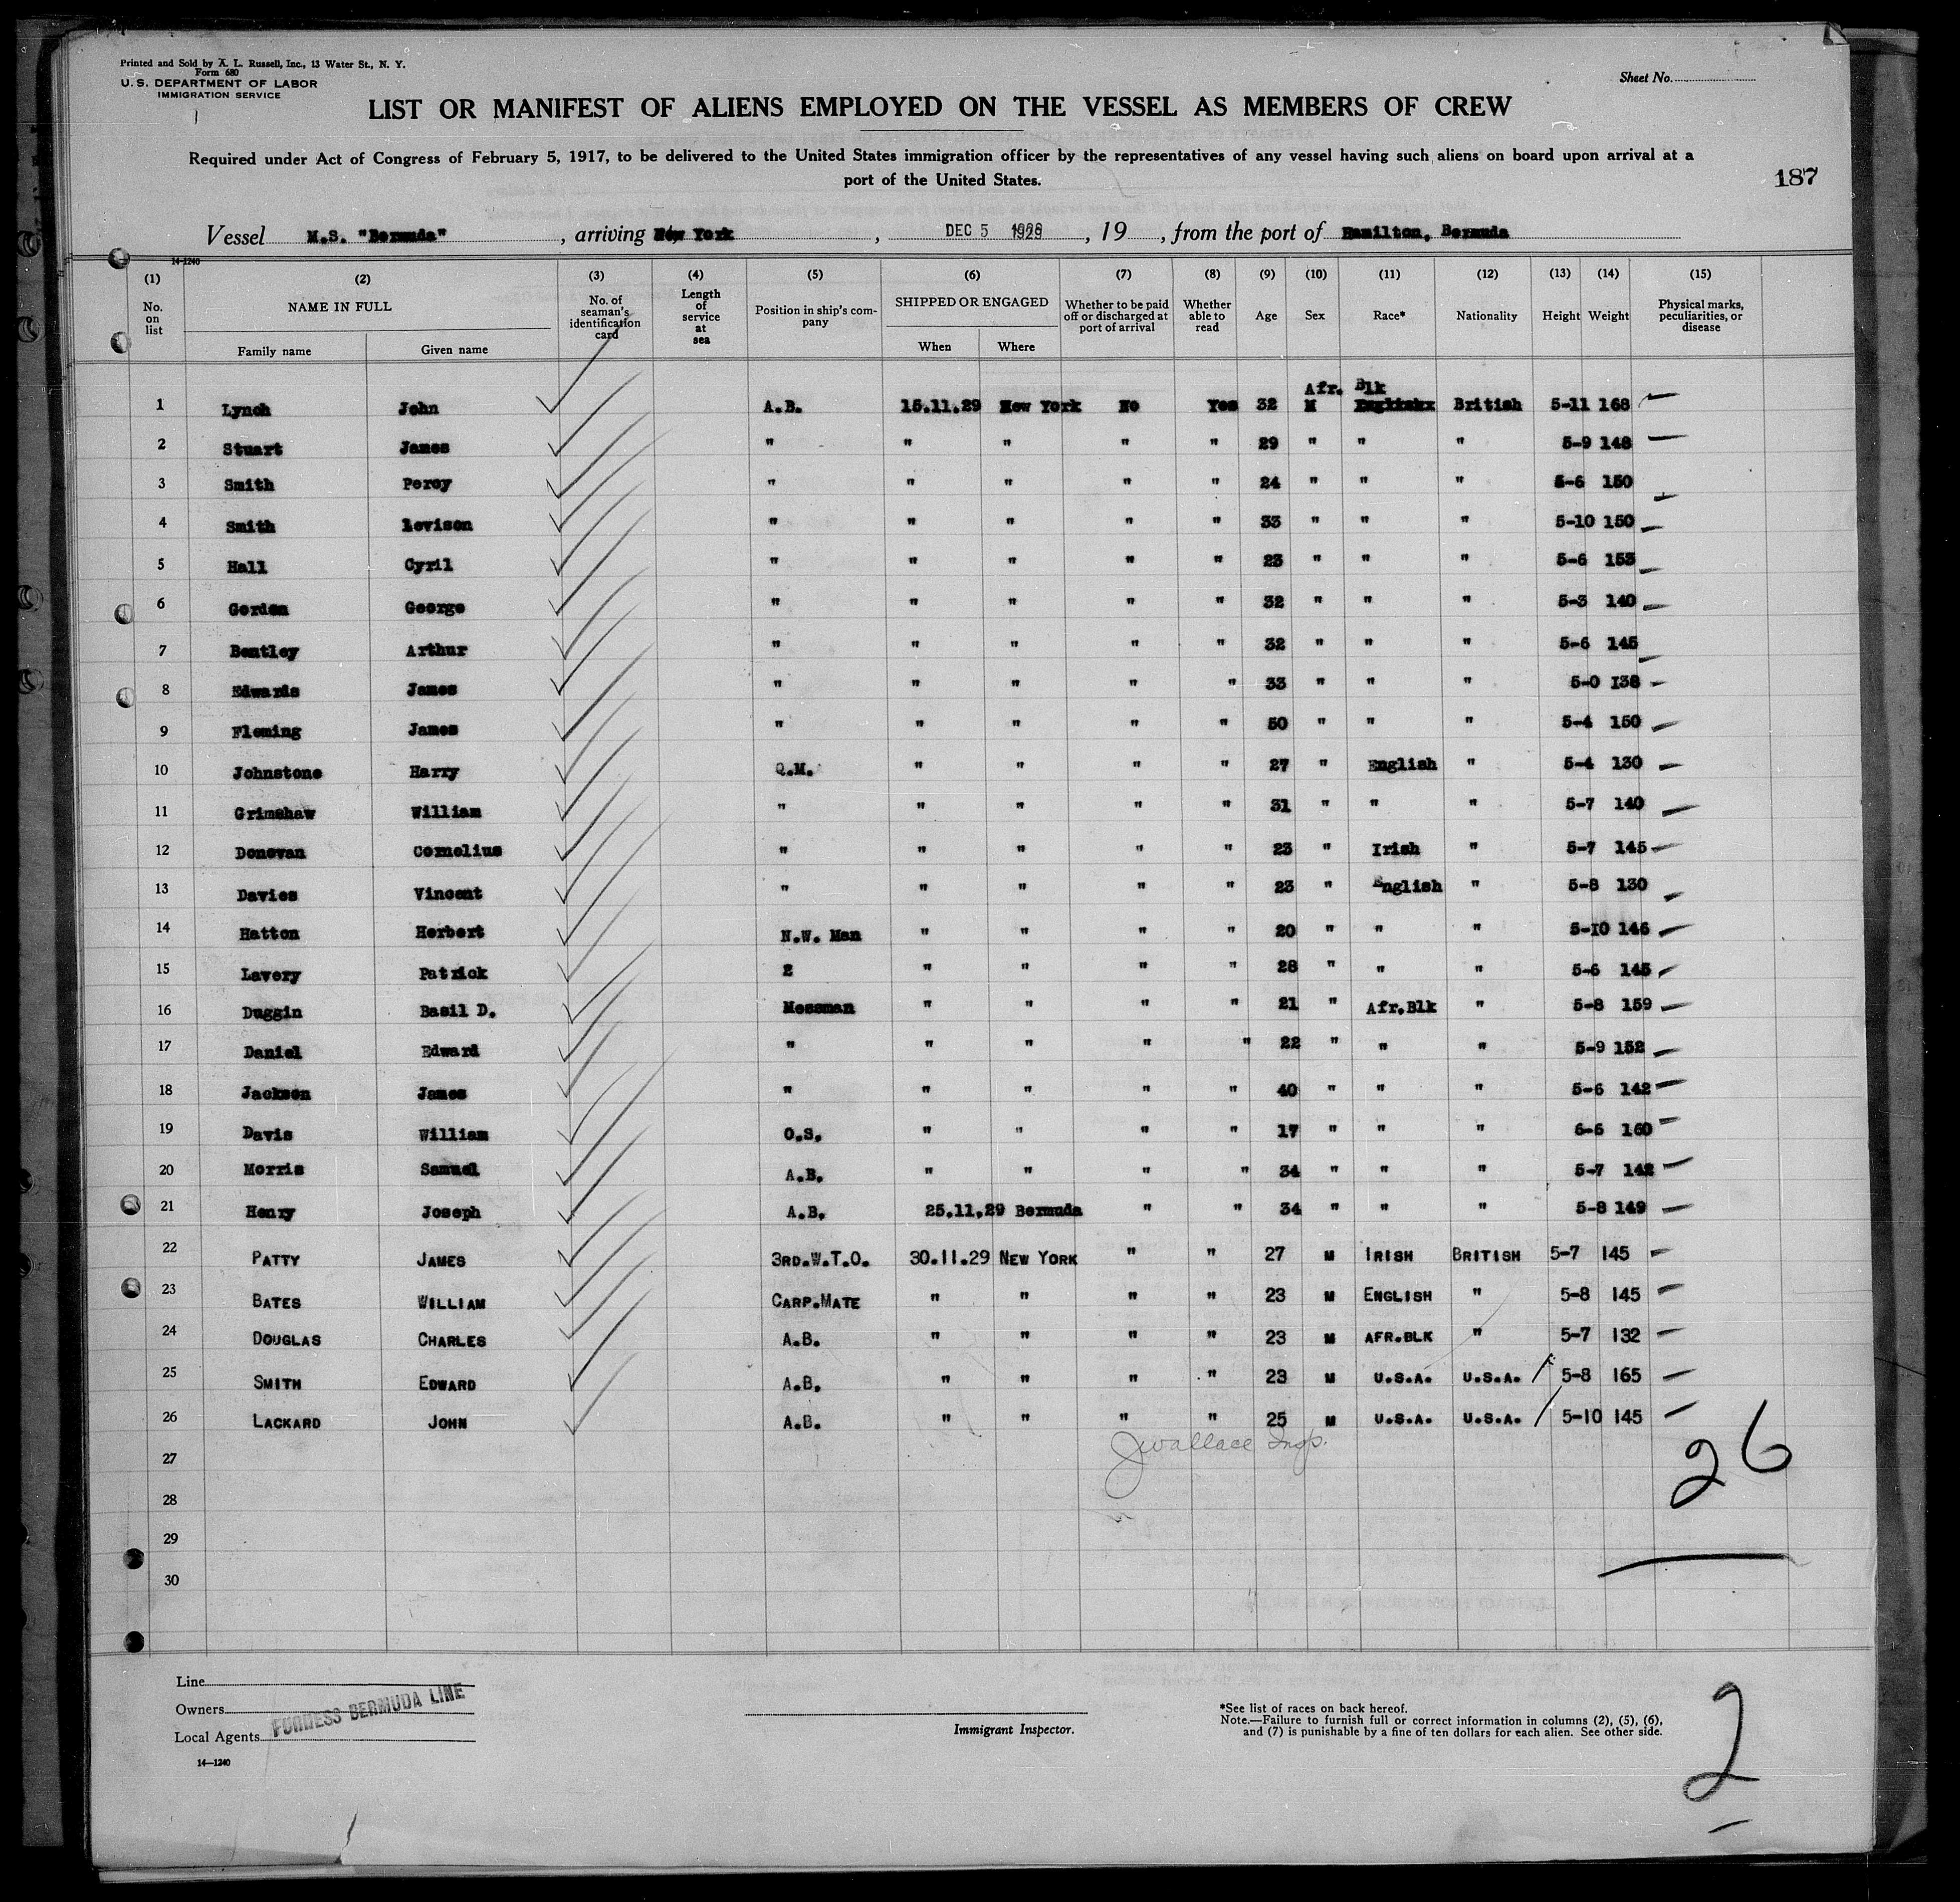 Printed and Sold by A. L. Russell, Inc., 13 Water St., N. Y.
Form 680
U. S. DEPARTMENT OF LABOR
IMMIGRATION SERVICE
Sheet No.
LIST OR MANIFEST OF ALIENS EMPLOYED ON THE VESSEL AS MEMBERS OF CREW
Required under Act of Congress of February 5, 1917, to be delivered to the United States immigration officer by the representatives of any vessel having such aliens on board upon arrival at a
port of the United States.
187
Vessel M.S. "Bermuda", arriving New York, DEC 5 1929, 19, from the port of Hamilton, Bermuda
14-1240
(1) (2) (3) (4) (5) (6) (7) (8) (9) (10) (11) (12) (13) (14) (15)
No. on list NAME IN FULL No. of seaman's identification card Length of service at sea Position in ship's company SHIPPED OR ENGAGED Whether to be paid off or discharged at port of arrival Whether able to read Age Sex Race* Nationality Height Weight Physical marks, peculiarities, or disease
Family name Given name When Where
Afr. Blk
1 Lynch John A.B. 15.11.29 New York No Yes 32 M Englishx British 5-11 168
2 Stuart James " " " " " 29 " " " 5-9 148
3 Smith Percy " " " " " 24 " " " 5-6 150
4 Smith Levison " " " " " 33 " " " 5-10 150
5 Hall Cyril " " " " " 23 " " " 5-6 153
6 Gordon George " " " " " 32 " " " 5-3 140
7 Bentley Arthur " " " " " 32 " " " 5-6 145
8 Edwards James " " " " " 33 " " " 5-0 138
9 Fleming James " " " " " 50 " " " 5-4 150
10 Johnstone Harry Q.M. " " " " 27 " English " 5-4 130
11 Grimshaw William " " " " " 31 " " " 5-7 140
12 Donovan Cornelius " " " " " 23 " Irish " 5-7 145
13 Davies Vincent " " " " " 23 " English " 5-8 130
14 Hatton Herbert N.W. Man " " " " 20 " " " 5-10 146
15 Lavery Patrick 2 " " " " 28 " " " 5-6 145
16 Duggin Basil D. Messman " " " " 21 " Afr.Blk " 5-8 159
17 Daniel Edward " " " " " 22 " " " 5-9 152
18 Jackson James " " " " " 40 " " " 5-6 142
19 Davis William O.S. " " " " 17 " " " 6-6 160
20 Morris Samuel A.B. " " " " 34 " " " 5-7 142
21 Henry Joseph A.B. 25.11.29 Bermuda " " 34 " " " 5-8 149
22 PATTY JAMES 3RD.W.T.O. 30.11.29 NEW YORK " " 27 M IRISH BRITISH 5-7 145
23 BATES WILLIAM CARP.MATE " " " " 23 M ENGLISH " 5-8 145
24 DOUGLAS CHARLES A.B. " " " " 23 M AFR.BLK " 5-7 132
25 SMITH EDWARD A.B. " " " " 23 M U.S.A. U.S.A. 5-8 165
26 LACKARD JOHN A.B. " " " " 25 M U.S.A. U.S.A. 5-10 145
JWallace Insp.
26
27
28
29
30
Line
Owners
Local Agents
FURNESS BERMUDA LINE
Immigrant Inspector.
*See list of races on back hereof.
Note.—Failure to furnish full or correct information in columns (2), (5), (6),
and (7) is punishable by a fine of ten dollars for each alien. See other side.
14—1240
2